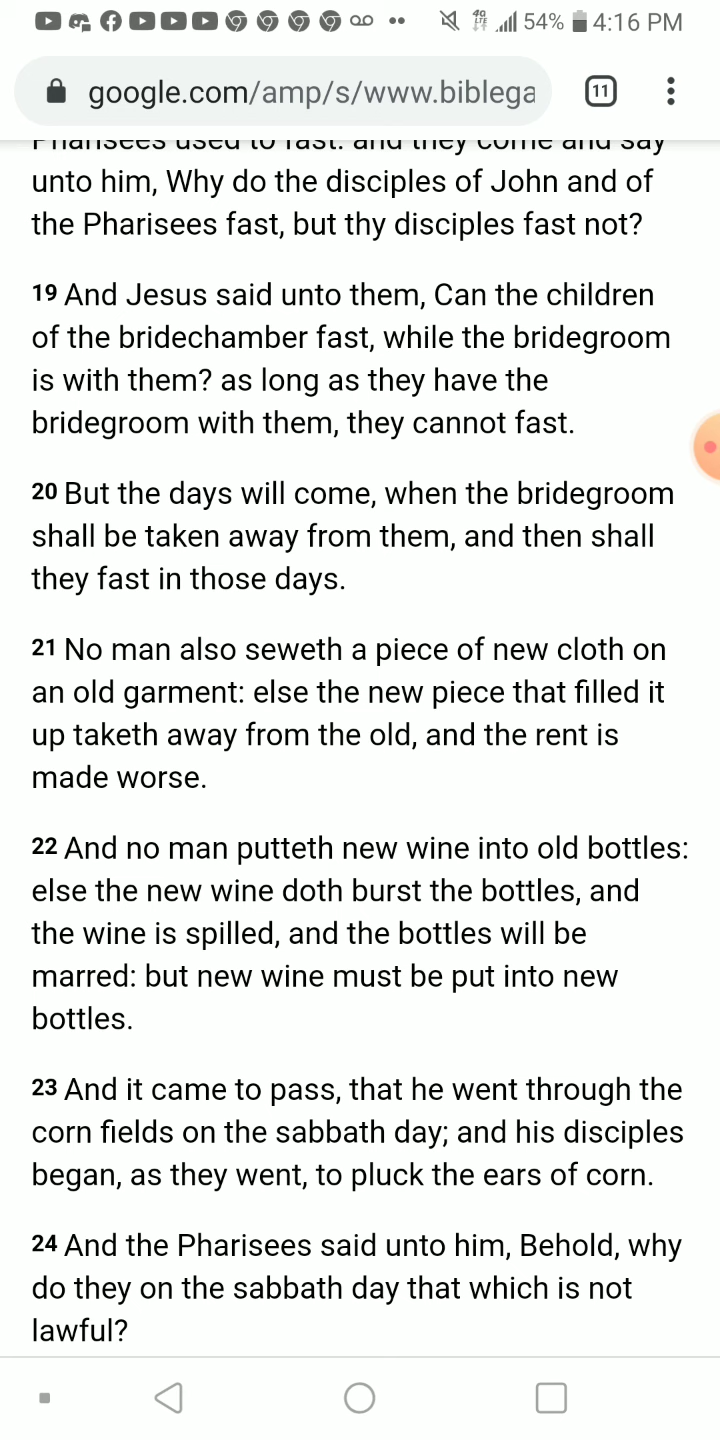 54% 4:16 PM
google.com/amp/s/www.biblega
11
Pharisees used to fast: and they come and say
unto him, Why do the disciples of John and of
the Pharisees fast, but thy disciples fast not?
19 And Jesus said unto them, Can the children
of the bridechamber fast, while the bridegroom
is with them? as long as they have the
bridegroom with them, they cannot fast.
20 But the days will come, when the bridegroom
shall be taken away from them, and then shall
they fast in those days.
21 No man also seweth a piece of new cloth on
an old garment: else the new piece that filled it
up taketh away from the old, and the rent is
made worse.
22 And no man putteth new wine into old bottles:
else the new wine doth burst the bottles, and
the wine is spilled, and the bottles will be
marred: but new wine must be put into new
bottles.
23 And it came to pass, that he went through the
corn fields on the sabbath day; and his disciples
began, as they went, to pluck the ears of corn.
24 And the Pharisees said unto him, Behold, why
do they on the sabbath day that which is not
lawful?